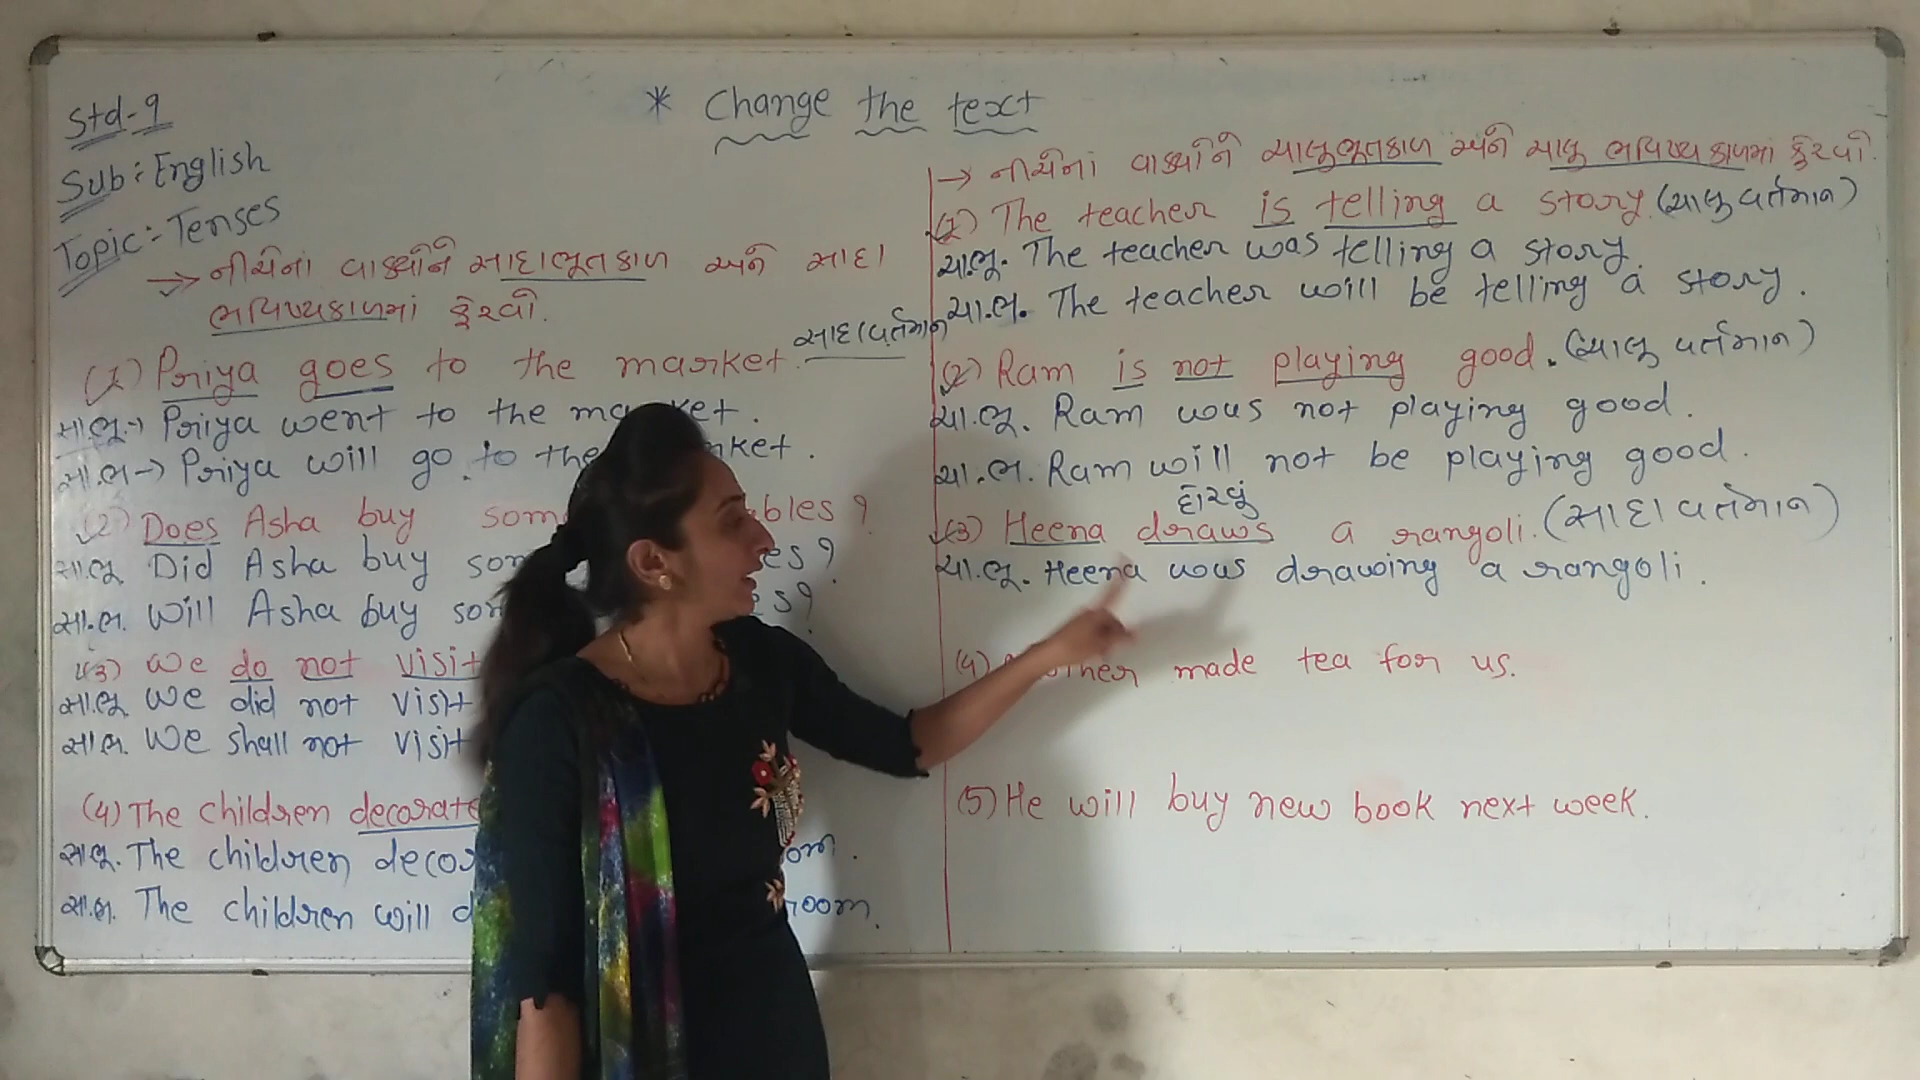 * Change the text
Std-9
Sub: English
Topic:- Tenses
→ નીચેનાં વાક્યોને સાદાભૂતકાળ અને સાદા
ભવિષ્યકાળમાં ફેરવો.
(1) Priya goes to the market. સાદા વર્તમાન
સા.ભૂ.→ Priya went to the market.
સા.ભ→ Priya will go to the market.
(2) Does Asha buy ?
સા.ભૂ Did Asha buy ?
સા.ભ. Will Asha buy ?
(3) We do not visit
સા.ભૂ. We did not visit
સા.ભ. We shall not visit
(4) The children decorate
સા.ભૂ. The children
સા.ભ. The children will room.
→ નીચેનાં વાક્યોને ચાલુભૂતકાળ અને ચાલુ ભવિષ્યકાળમાં ફેરવો.
(1) The teacher is telling a story. (ચાલુ વર્તમાન)
ચા.ભૂ. The teacher was telling a story.
ચા.ભ. The teacher will be telling a story.
(2) Ram is not playing good. (ચાલુ વર્તમાન)
ચા.ભૂ. Ram was not playing good.
ચા.ભ. Ram will not be playing good.
દોરવું
(3) Heena draws a rangoli. (સાદા વર્તમાન)
ચા.ભૂ. Heena was drawing a rangoli.
(4) made tea for us.
(5) He will buy new book next week.